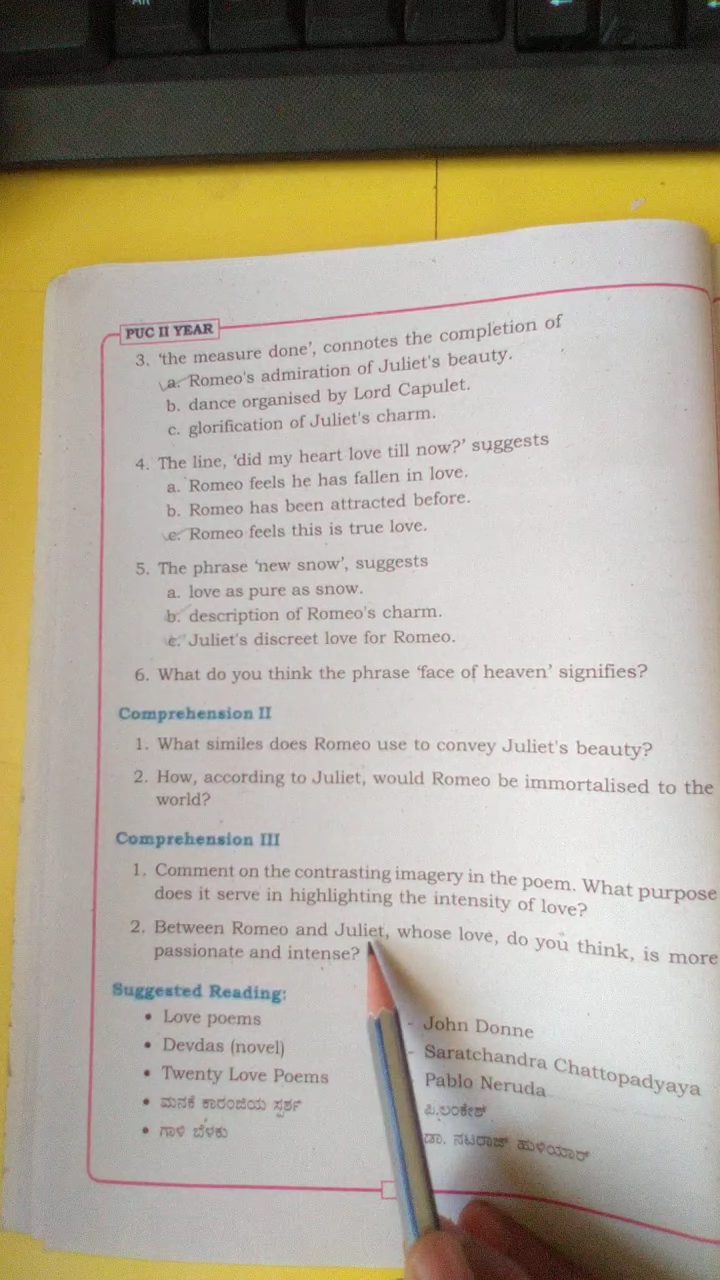 PUC II YEAR
3. 'the measure done', connotes the completion of
a. Romeo's admiration of Juliet's beauty.
b. dance organised by Lord Capulet.
c. glorification of Juliet's charm.
4. The line, 'did my heart love till now?' suggests
a. Romeo feels he has fallen in love.
b. Romeo has been attracted before.
c. Romeo feels this is true love.
5. The phrase 'new snow', suggests
a. love as pure as snow.
b. description of Romeo's charm.
c. Juliet's discreet love for Romeo.
6. What do you think the phrase 'face of heaven' signifies?
Comprehension II
1. What similes does Romeo use to convey Juliet's beauty?
2. How, according to Juliet, would Romeo be immortalised to the
world?
Comprehension III
1. Comment on the contrasting imagery in the poem. What purpose
does it serve in highlighting the intensity of love?
2. Between Romeo and Juliet, whose love, do you think, is more
passionate and intense?
Suggested Reading:
• Love poems - John Donne
• Devdas (novel) - Saratchandra Chattopadyaya
• Twenty Love Poems Pablo Neruda
• ಮನಕೆ ಕಾರಂಜಿಯ ಸ್ಪರ್ಶ ಪಿ.ಲಂಕೇಶ್
• ಗಾಳಿ ಬೆಳಕು ಡಾ. ನಟರಾಜ್ ಹುಳಿಯಾರ್